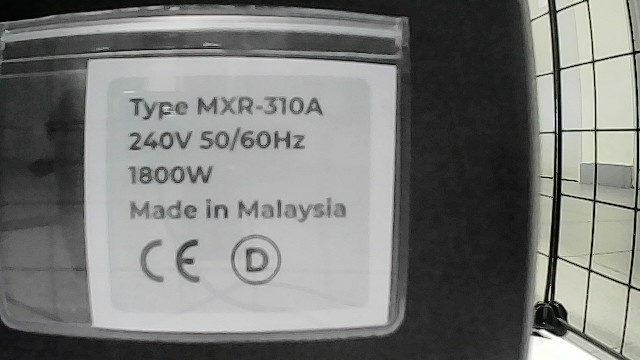 Type MXR-310A
240V 50/60Hz
1800W
Made in Malaysia
CE D